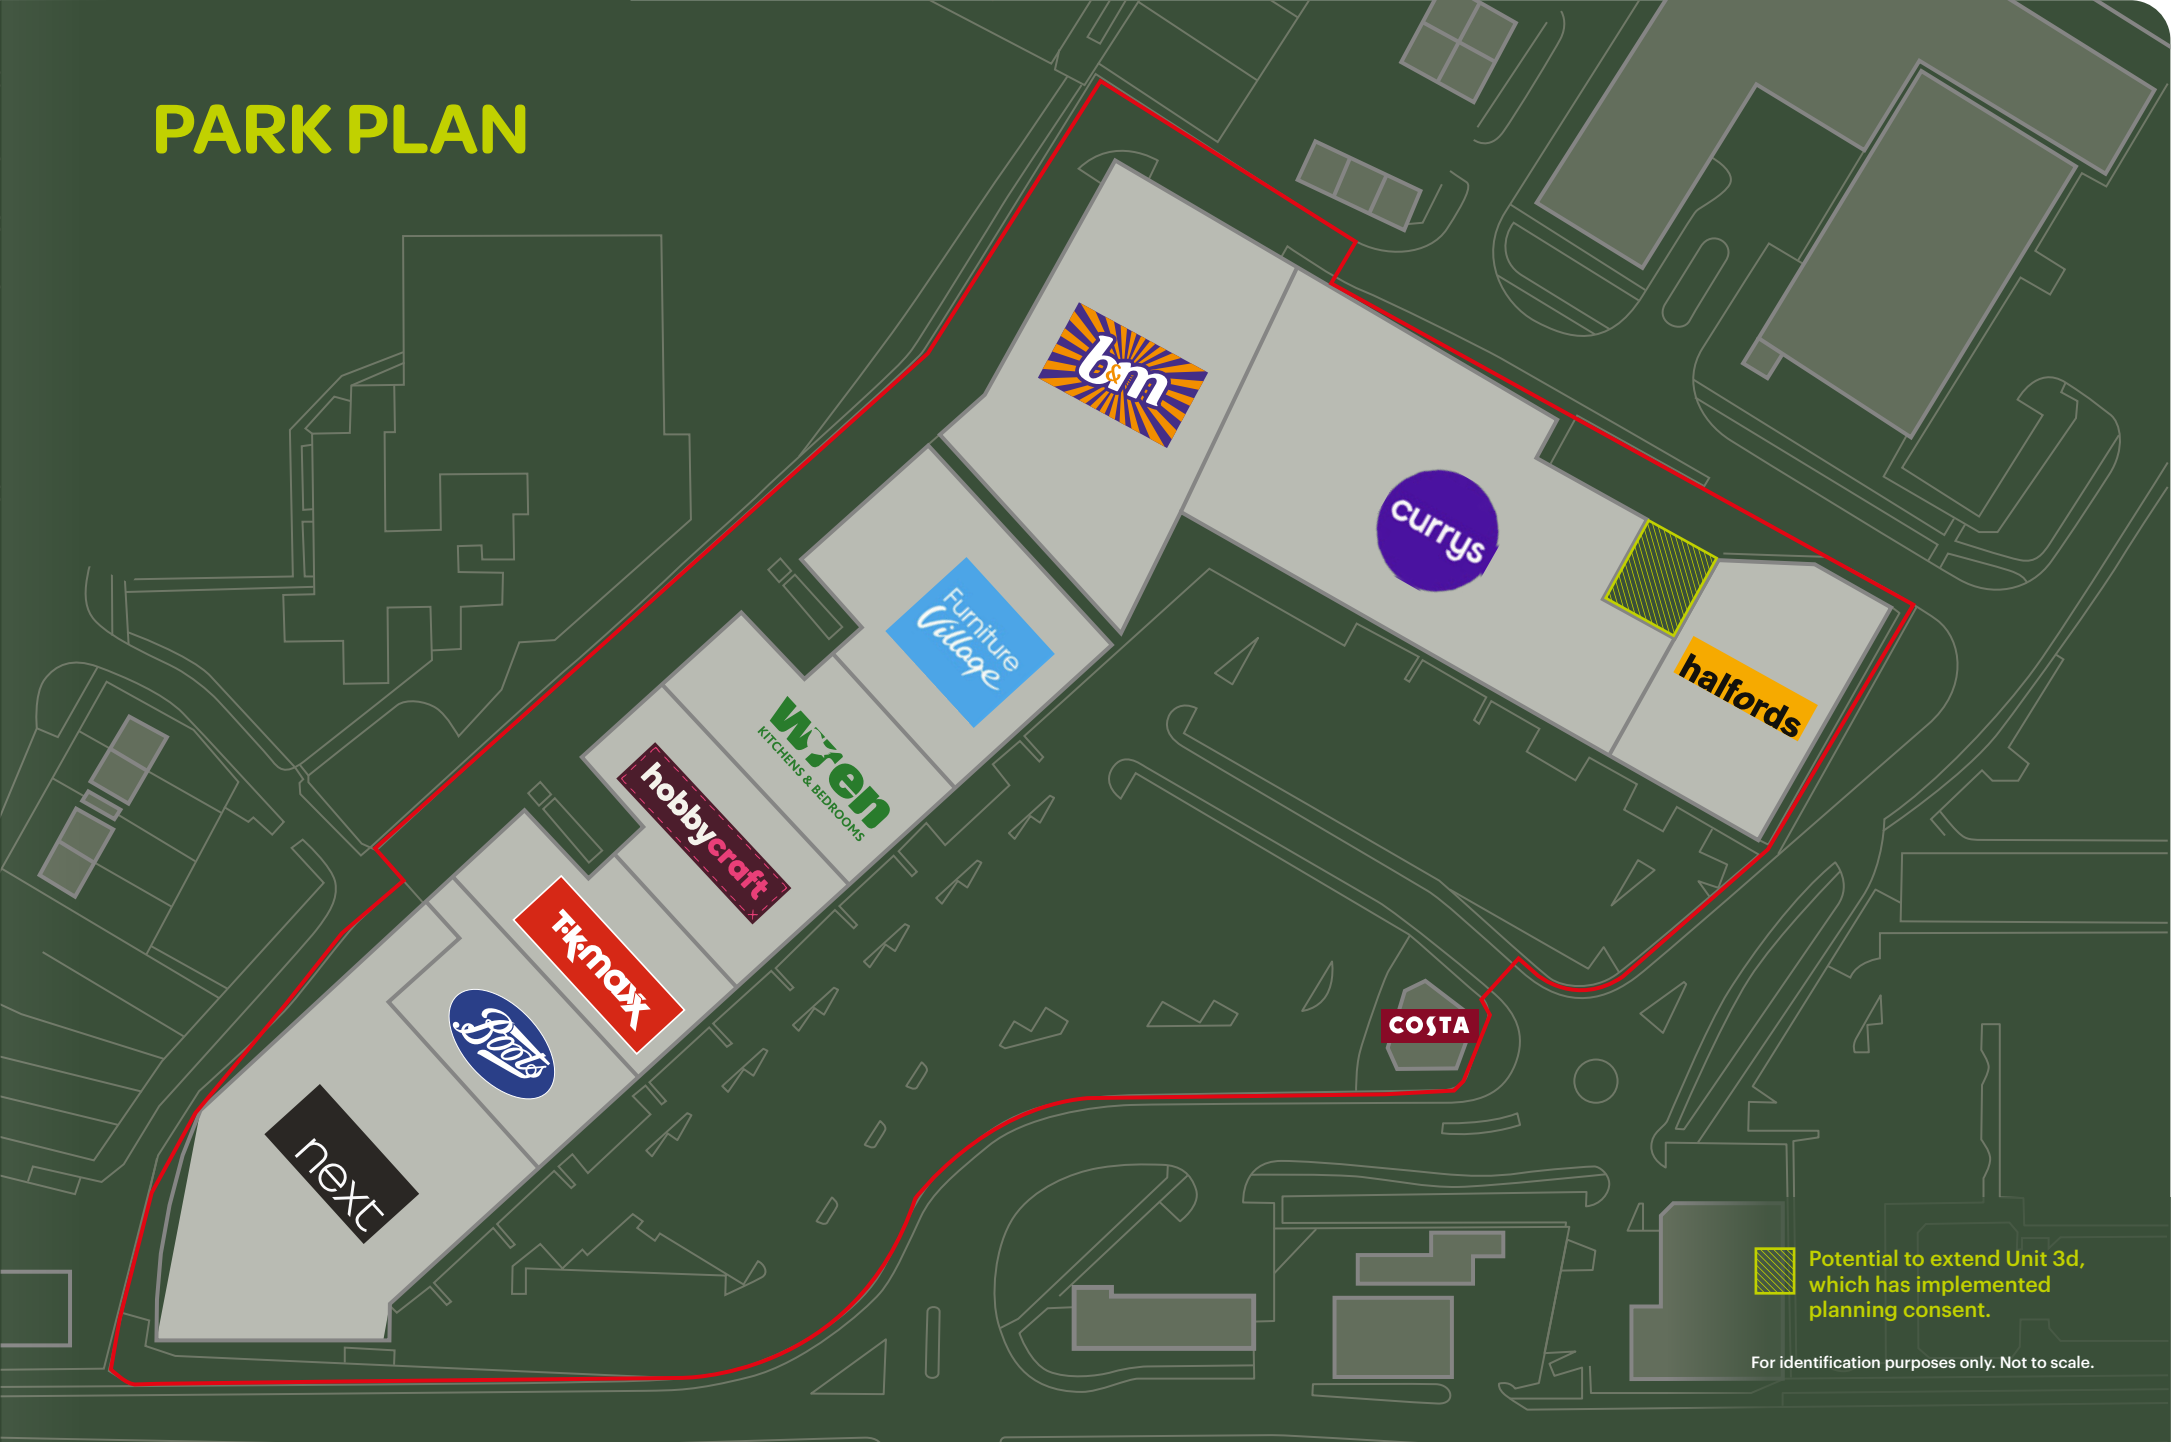 PARK PLAN
b&m
currys
halfords
Furniture
Village
wren
KITCHENS & BEDROOMS
hobbycraft
T·K·maxx
Boots
next
COSTA
Potential to extend Unit 3d,
which has implemented
planning consent.
For identification purposes only. Not to scale.